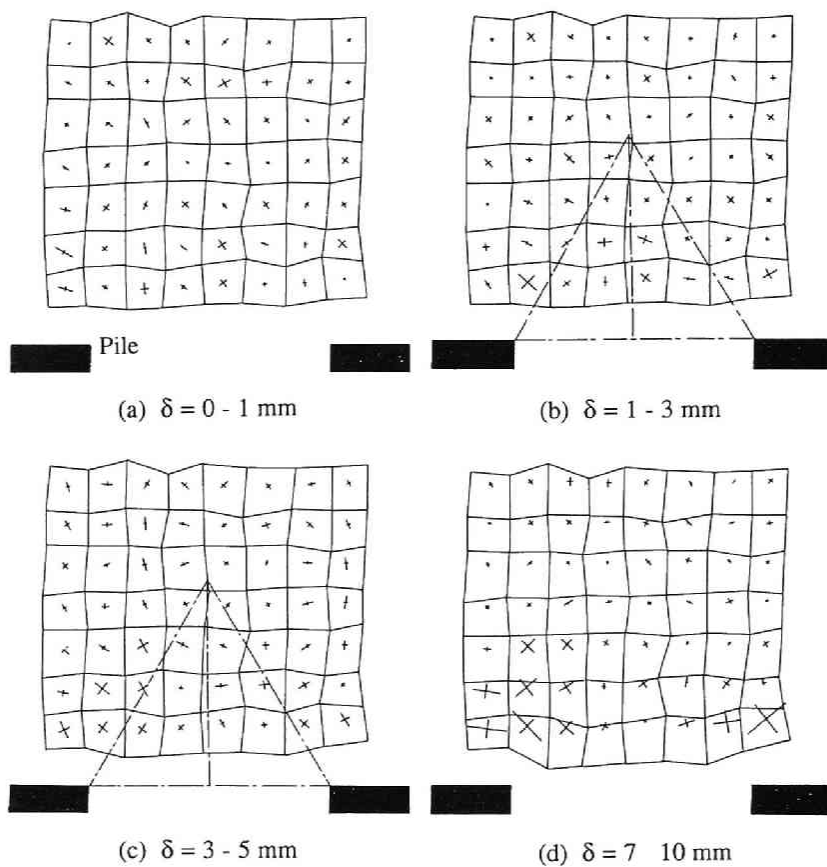 Pile
(a) δ = 0 - 1 mm
(b) δ = 1 - 3 mm
(c) δ = 3 - 5 mm
(d) δ = 7 10 mm